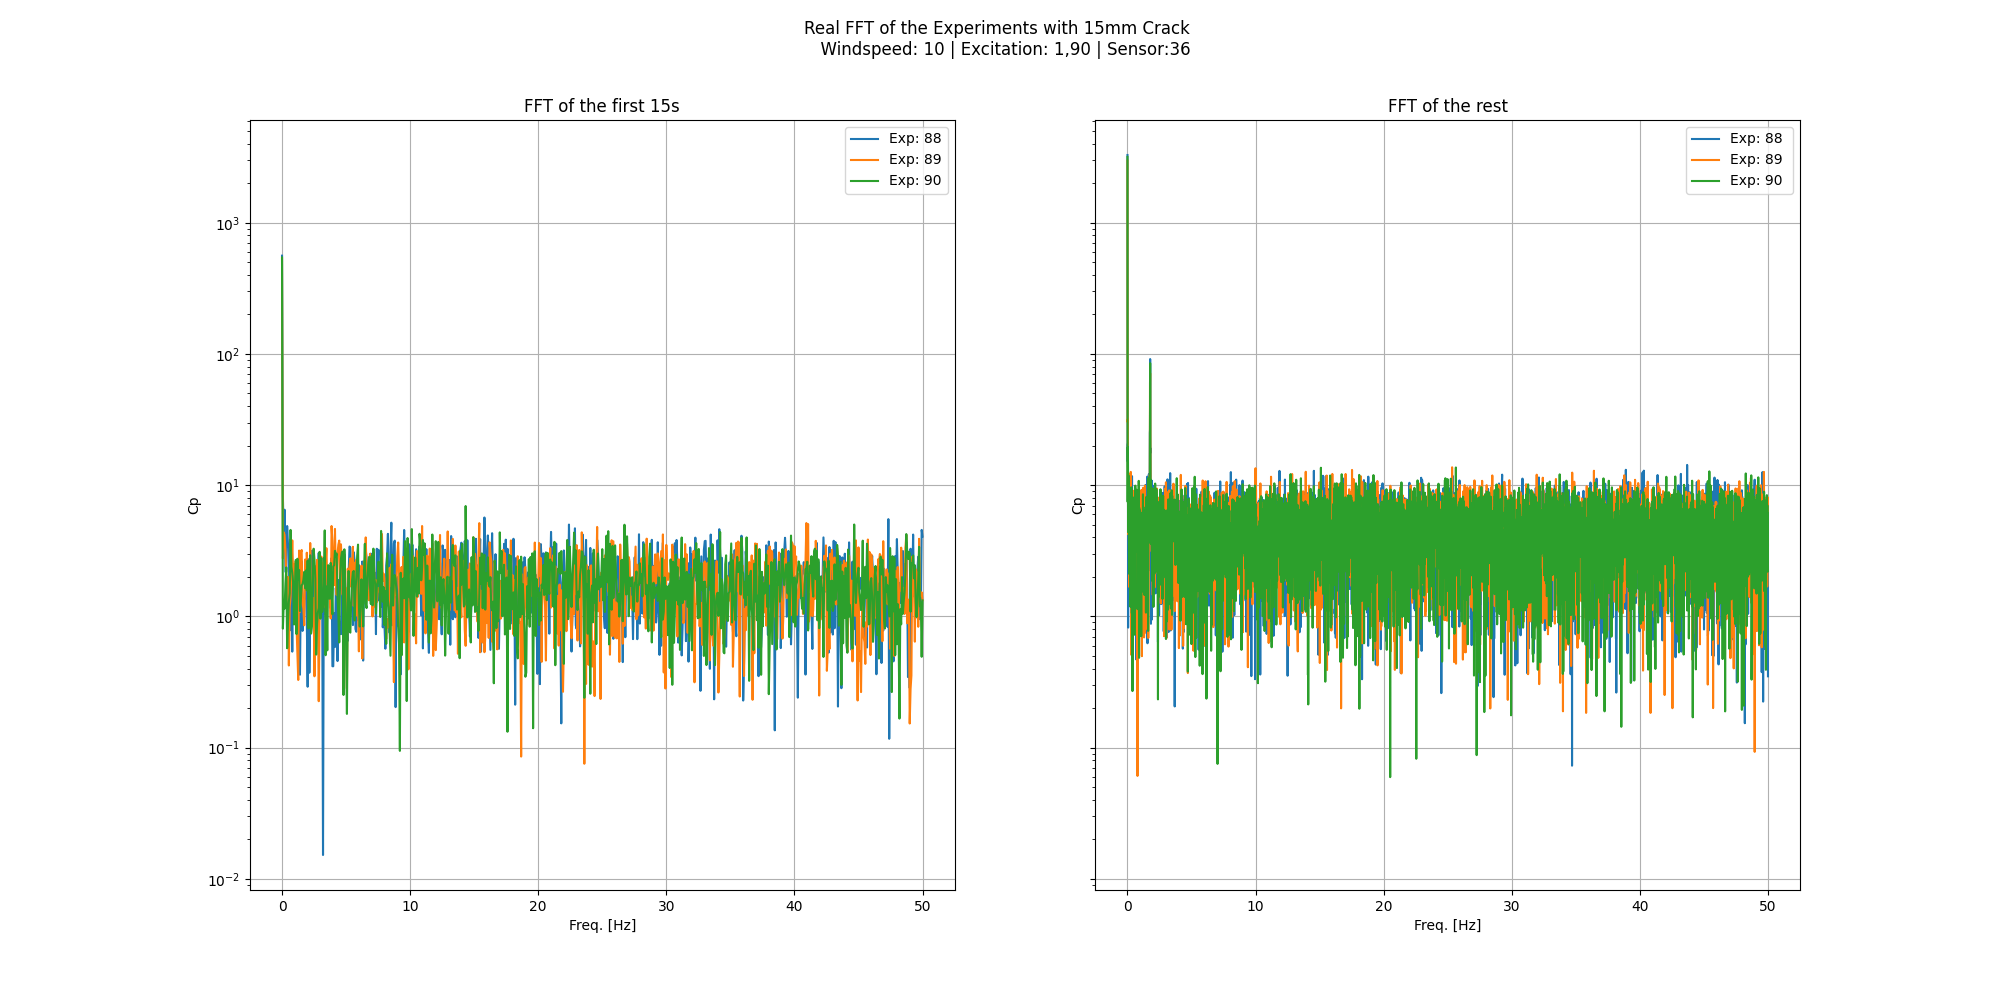 Real FFT of the Experiments with 15mm Crack
Windspeed: 10 | Excitation: 1,90 | Sensor:36
FFT of the first 15s
Exp: 88
Exp: 89
Exp: 90
10³
10²
10¹
10⁰
10⁻¹
10⁻²
Cp
0 10 20 30 40 50
Freq. [Hz]
FFT of the rest
Exp: 88
Exp: 89
Exp: 90
Cp
0 10 20 30 40 50
Freq. [Hz]